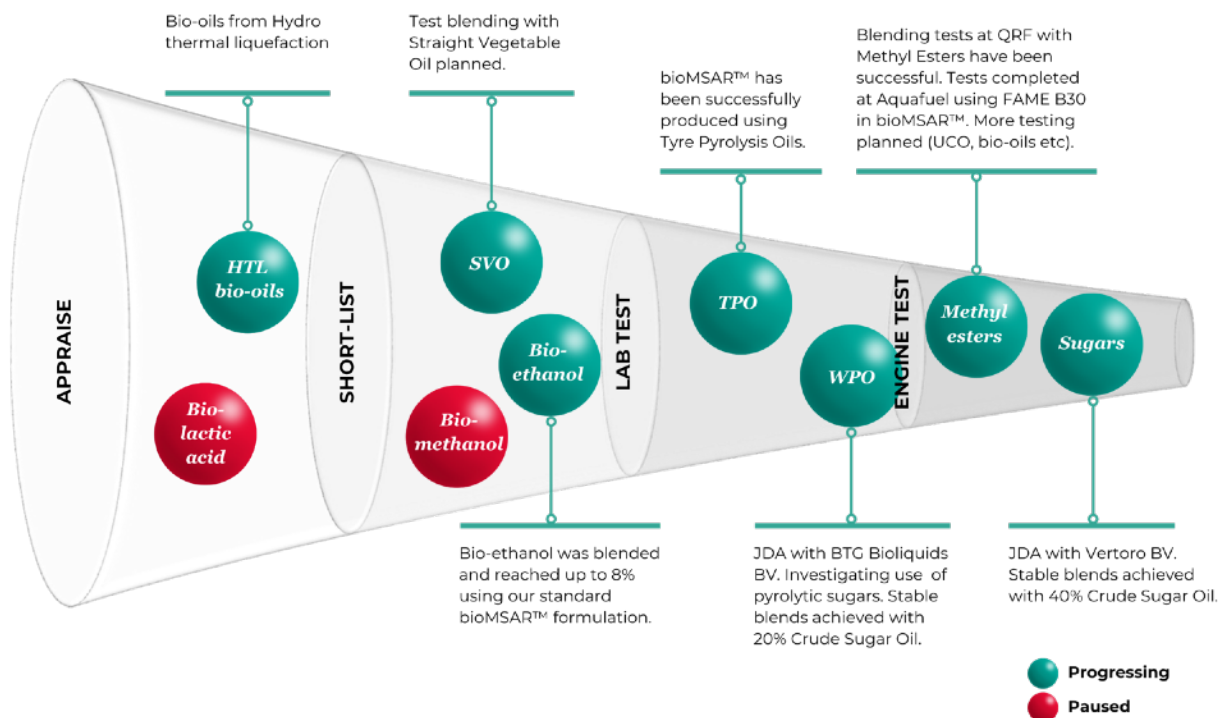 Bio-oils from Hydro
thermal liquefaction
Test blending with
Straight Vegetable
Oil planned.
bioMSAR™ has
been successfully
produced using
Tyre Pyrolysis Oils.
Blending tests at QRF with
Methyl Esters have been
successful. Tests completed
at Aquafuel using FAME B30
in bioMSAR™. More testing
planned (UCO, bio-oils etc).
APPRAISE
HTL
bio-oils
Bio-
lactic
acid
SHORT-LIST
SVO
Bio-
ethanol
Bio-
methanol
LAB TEST
TPO
WPO
ENGINE TEST
Methyl
esters
Sugars
Bio-ethanol was blended
and reached up to 8%
using our standard
bioMSAR™ formulation.
JDA with BTG Bioliquids
BV. Investigating use of
pyrolytic sugars. Stable
blends achieved with
20% Crude Sugar Oil.
JDA with Vertoro BV.
Stable blends achieved
with 40% Crude Sugar Oil.
Progressing
Paused